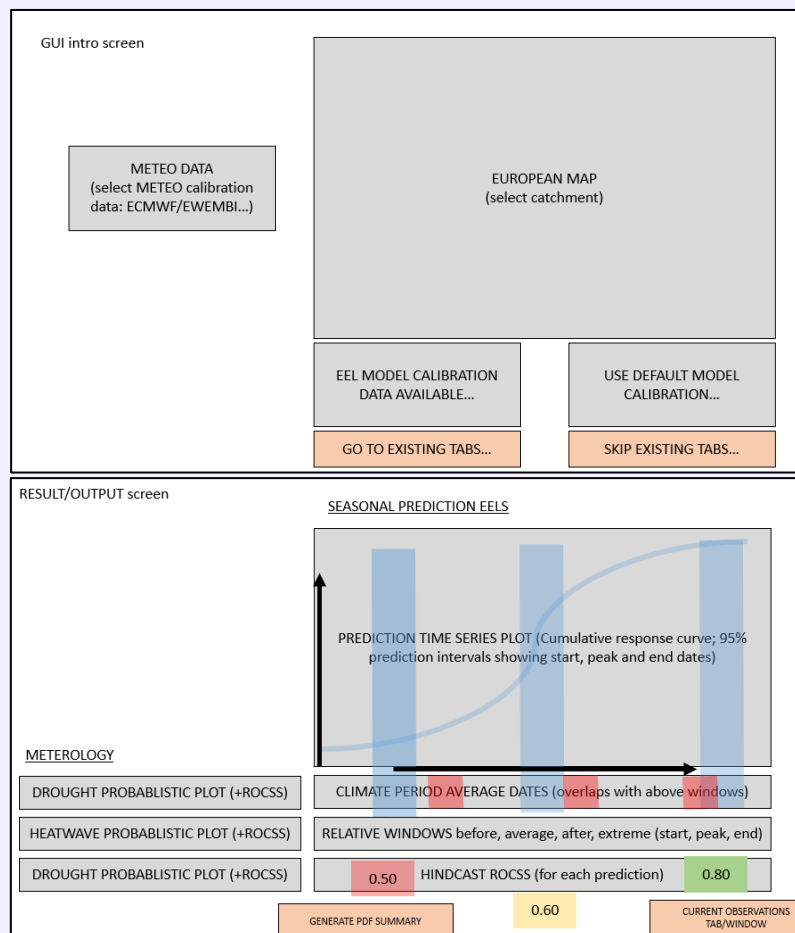 GUI intro screen
METEO DATA
(select METEO calibration
data: ECMWF/EWEMBI...)
EUROPEAN MAP
(select catchment)
EEL MODEL CALIBRATION
DATA AVAILABLE...
USE DEFAULT MODEL
CALIBRATION...
GO TO EXISTING TABS...
SKIP EXISTING TABS...
RESULT/OUTPUT screen
SEASONAL PREDICTION EELS
PREDICTION TIME SERIES PLOT (Cumulative response curve; 95%
prediction intervals showing start, peak and end dates)
METEROLOGY
DROUGHT PROBABLISTIC PLOT (+ROCSS)
CLIMATE PERIOD AVERAGE DATES (overlaps with above windows)
HEATWAVE PROBABLISTIC PLOT (+ROCSS)
RELATIVE WINDOWS before, average, after, extreme (start, peak, end)
DROUGHT PROBABLISTIC PLOT (+ROCSS)
0.50
HINDCAST ROCSS (for each prediction)
0.80
GENERATE PDF SUMMARY
0.60
CURRENT OBSERVATIONS
TAB/WINDOW